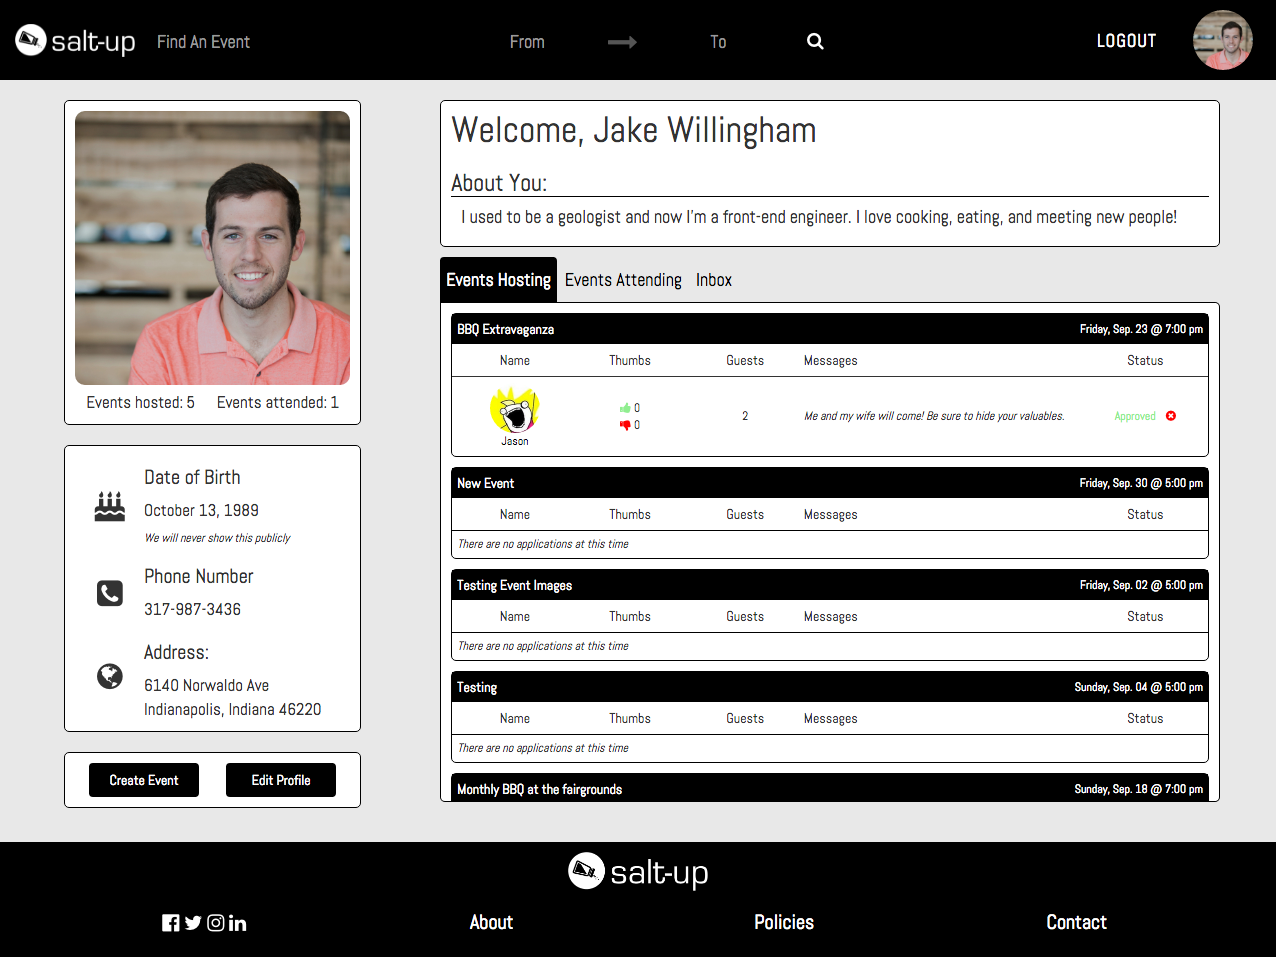 salt-up Find An Event From To LOGOUT
Events hosted: 5 Events attended: 1
Date of Birth
October 13, 1989
We will never show this publicly
Phone Number
317-987-3436
Address:
6140 Norwaldo Ave
Indianapolis, Indiana 46220
Create Event Edit Profile
Welcome, Jake Willingham
About You:
I used to be a geologist and now I'm a front-end engineer. I love cooking, eating, and meeting new people!
Events Hosting Events Attending Inbox
BBQ Extravaganza Friday, Sep. 23 @ 7:00 pm
Name Thumbs Guests Messages Status
0
2 Me and my wife will come! Be sure to hide your valuables. Approved
0
Jason
New Event Friday, Sep. 30 @ 5:00 pm
Name Thumbs Guests Messages Status
There are no applications at this time
Testing Event Images Friday, Sep. 02 @ 5:00 pm
Name Thumbs Guests Messages Status
There are no applications at this time
Testing Sunday, Sep. 04 @ 5:00 pm
Name Thumbs Guests Messages Status
There are no applications at this time
Monthly BBQ at the fairgrounds Sunday, Sep. 18 @ 7:00 pm
salt-up
About Policies Contact